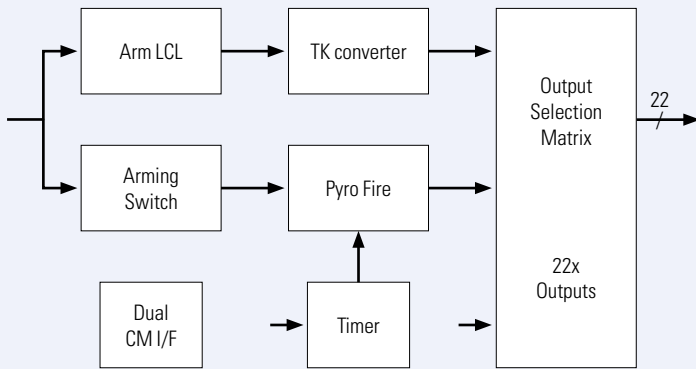 Arm LCL
TK converter
Output
Selection
Matrix
22
Arming
Switch
Pyro Fire
22x
Outputs
Dual
CM I/F
Timer